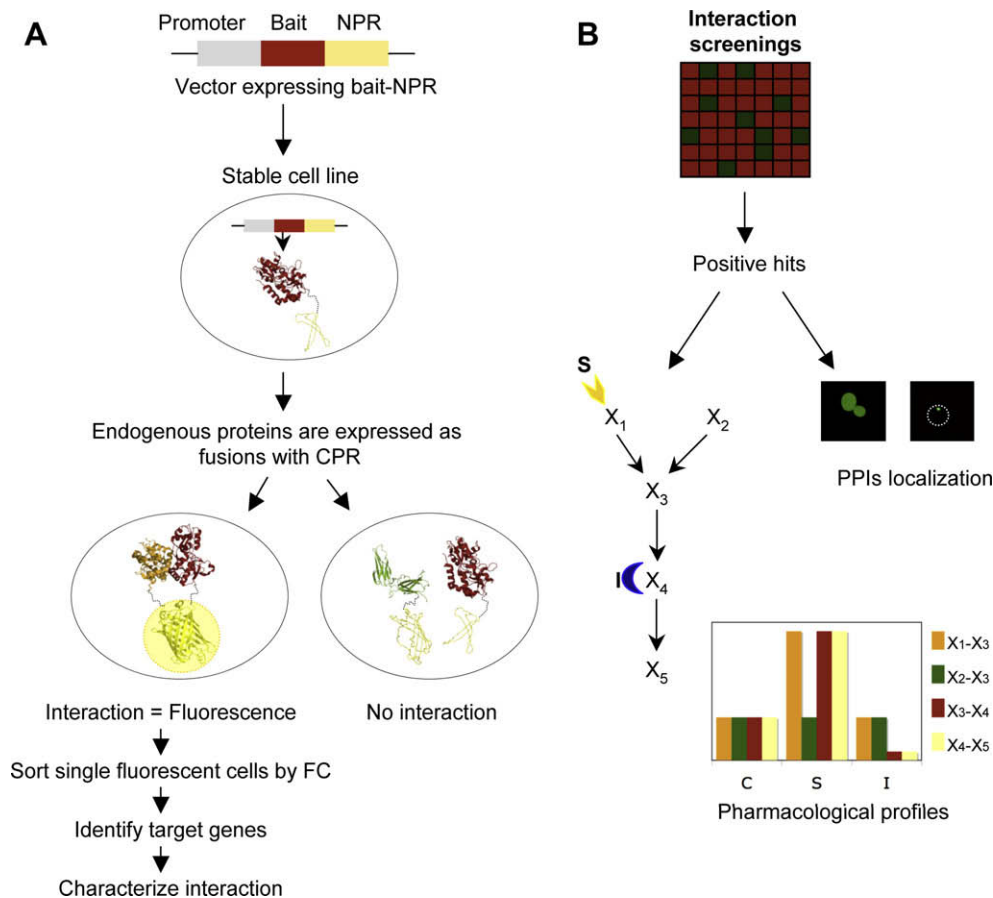 A
Promoter Bait NPR
Vector expressing bait-NPR
Stable cell line
Endogenous proteins are expressed as
fusions with CPR
Interaction = Fluorescence
No interaction
Sort single fluorescent cells by FC
Identify target genes
Characterize interaction
B
Interaction
screenings
Positive hits
S
X1
X2
X3
I
X4
X5
PPIs localization
X1-X3
X2-X3
X3-X4
X4-X5
C S I
Pharmacological profiles